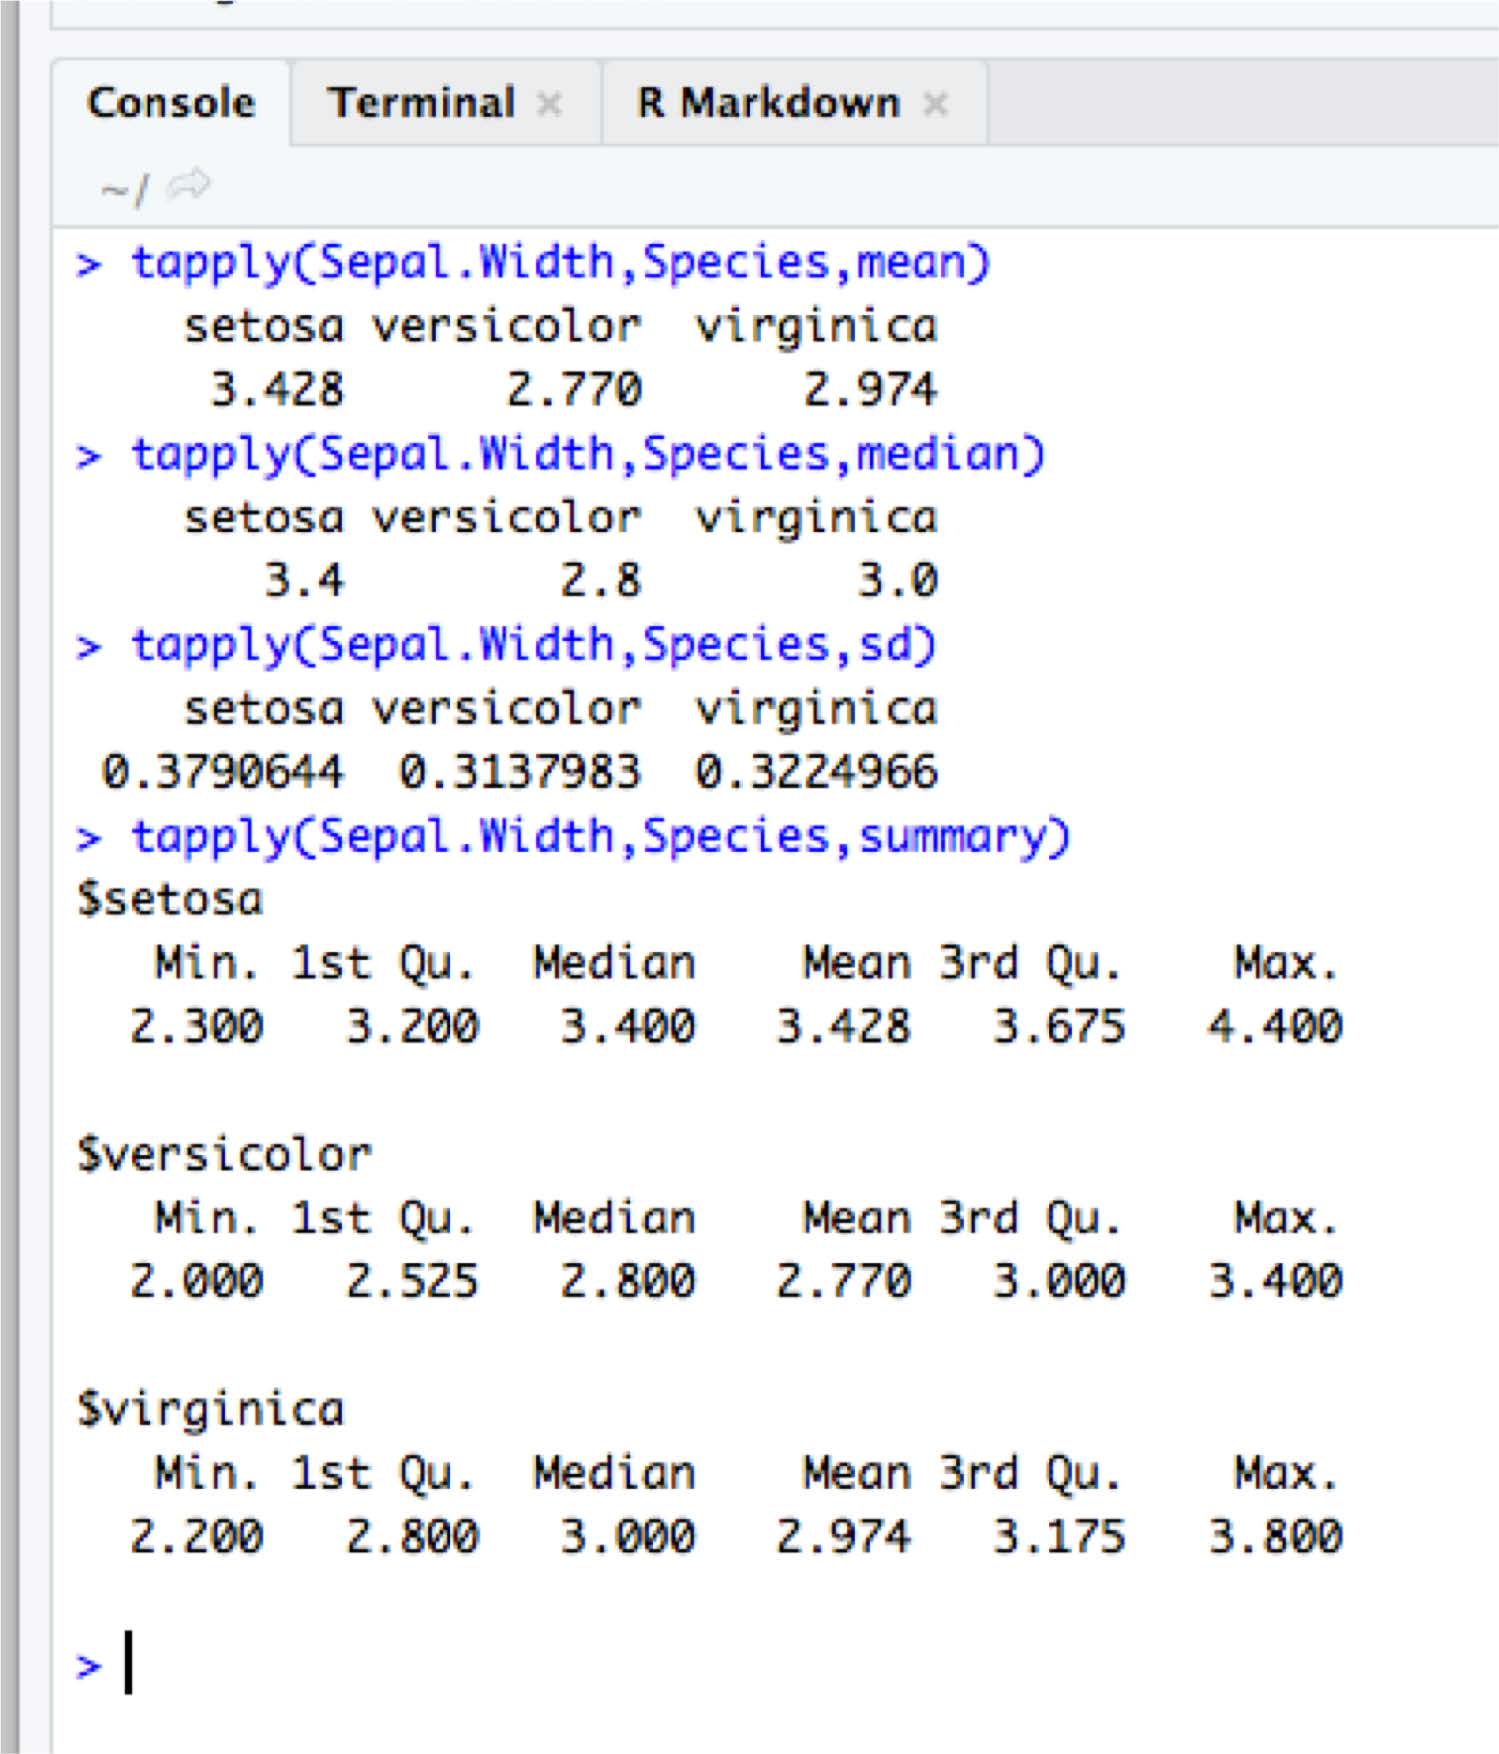 Console Terminal × R Markdown ×
~/
> tapply(Sepal.Width,Species,mean)
    setosa versicolor  virginica
     3.428      2.770      2.974
> tapply(Sepal.Width,Species,median)
    setosa versicolor  virginica
       3.4        2.8        3.0
> tapply(Sepal.Width,Species,sd)
    setosa versicolor  virginica
 0.3790644  0.3137983  0.3224966
> tapply(Sepal.Width,Species,summary)
$setosa
   Min. 1st Qu.  Median    Mean 3rd Qu.    Max.
  2.300   3.200   3.400   3.428   3.675   4.400
$versicolor
   Min. 1st Qu.  Median    Mean 3rd Qu.    Max.
  2.000   2.525   2.800   2.770   3.000   3.400
$virginica
   Min. 1st Qu.  Median    Mean 3rd Qu.    Max.
  2.200   2.800   3.000   2.974   3.175   3.800
>